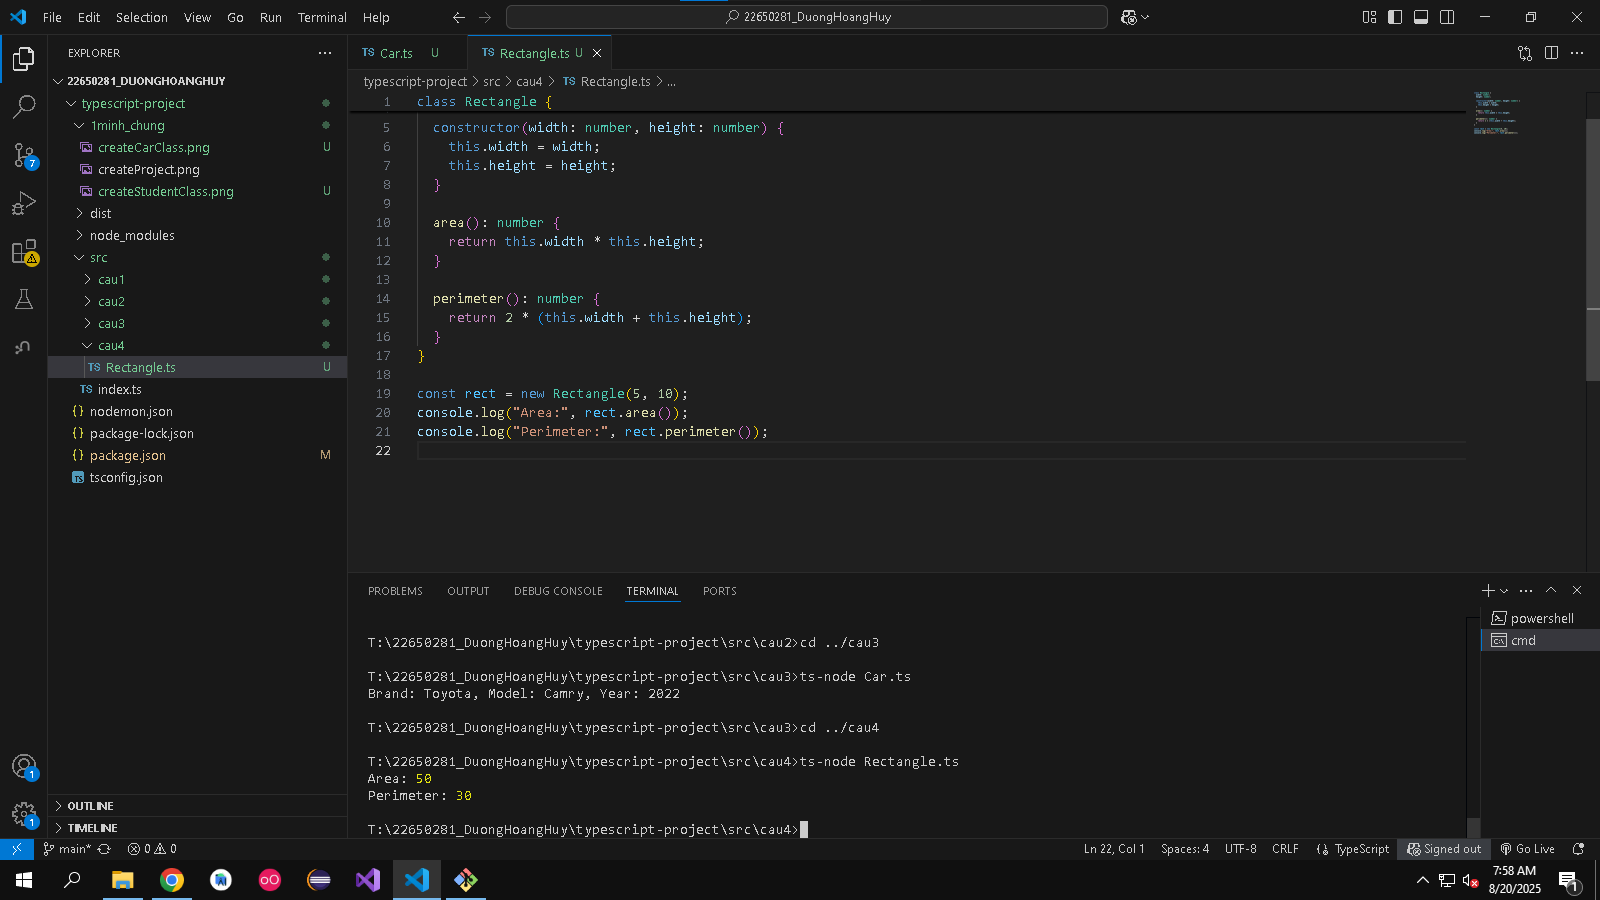 File Edit Selection View Go Run Terminal Help
22650281_DuongHoangHuy
EXPLORER
22650281_DUONGHOANGHUY
typescript-project
1minh_chung
createCarClass.png U
createProject.png
createStudentClass.png U
dist
node_modules
src
cau1
cau2
cau3
cau4
TS Rectangle.ts U
TS index.ts
{} nodemon.json
{} package-lock.json
{} package.json M
TS tsconfig.json
OUTLINE
TIMELINE
7
1
1
TS Car.ts U
TS Rectangle.ts U
typescript-project > src > cau4 > TS Rectangle.ts > ...
1 class Rectangle {
5 constructor(width: number, height: number) {
6 this.width = width;
7 this.height = height;
8 }
9
10 area(): number {
11 return this.width * this.height;
12 }
13
14 perimeter(): number {
15 return 2 * (this.width + this.height);
16 }
17 }
18
19 const rect = new Rectangle(5, 10);
20 console.log("Area:", rect.area());
21 console.log("Perimeter:", rect.perimeter());
22
PROBLEMS OUTPUT DEBUG CONSOLE TERMINAL PORTS
T:\22650281_DuongHoangHuy\typescript-project\src\cau2>cd ../cau3
T:\22650281_DuongHoangHuy\typescript-project\src\cau3>ts-node Car.ts
Brand: Toyota, Model: Camry, Year: 2022
T:\22650281_DuongHoangHuy\typescript-project\src\cau3>cd ../cau4
T:\22650281_DuongHoangHuy\typescript-project\src\cau4>ts-node Rectangle.ts
Area: 50
Perimeter: 30
T:\22650281_DuongHoangHuy\typescript-project\src\cau4>
powershell
cmd
main* 0 0
Ln 22, Col 1 Spaces: 4 UTF-8 CRLF {} TypeScript Signed out Go Live
7:58 AM
8/20/2025
1